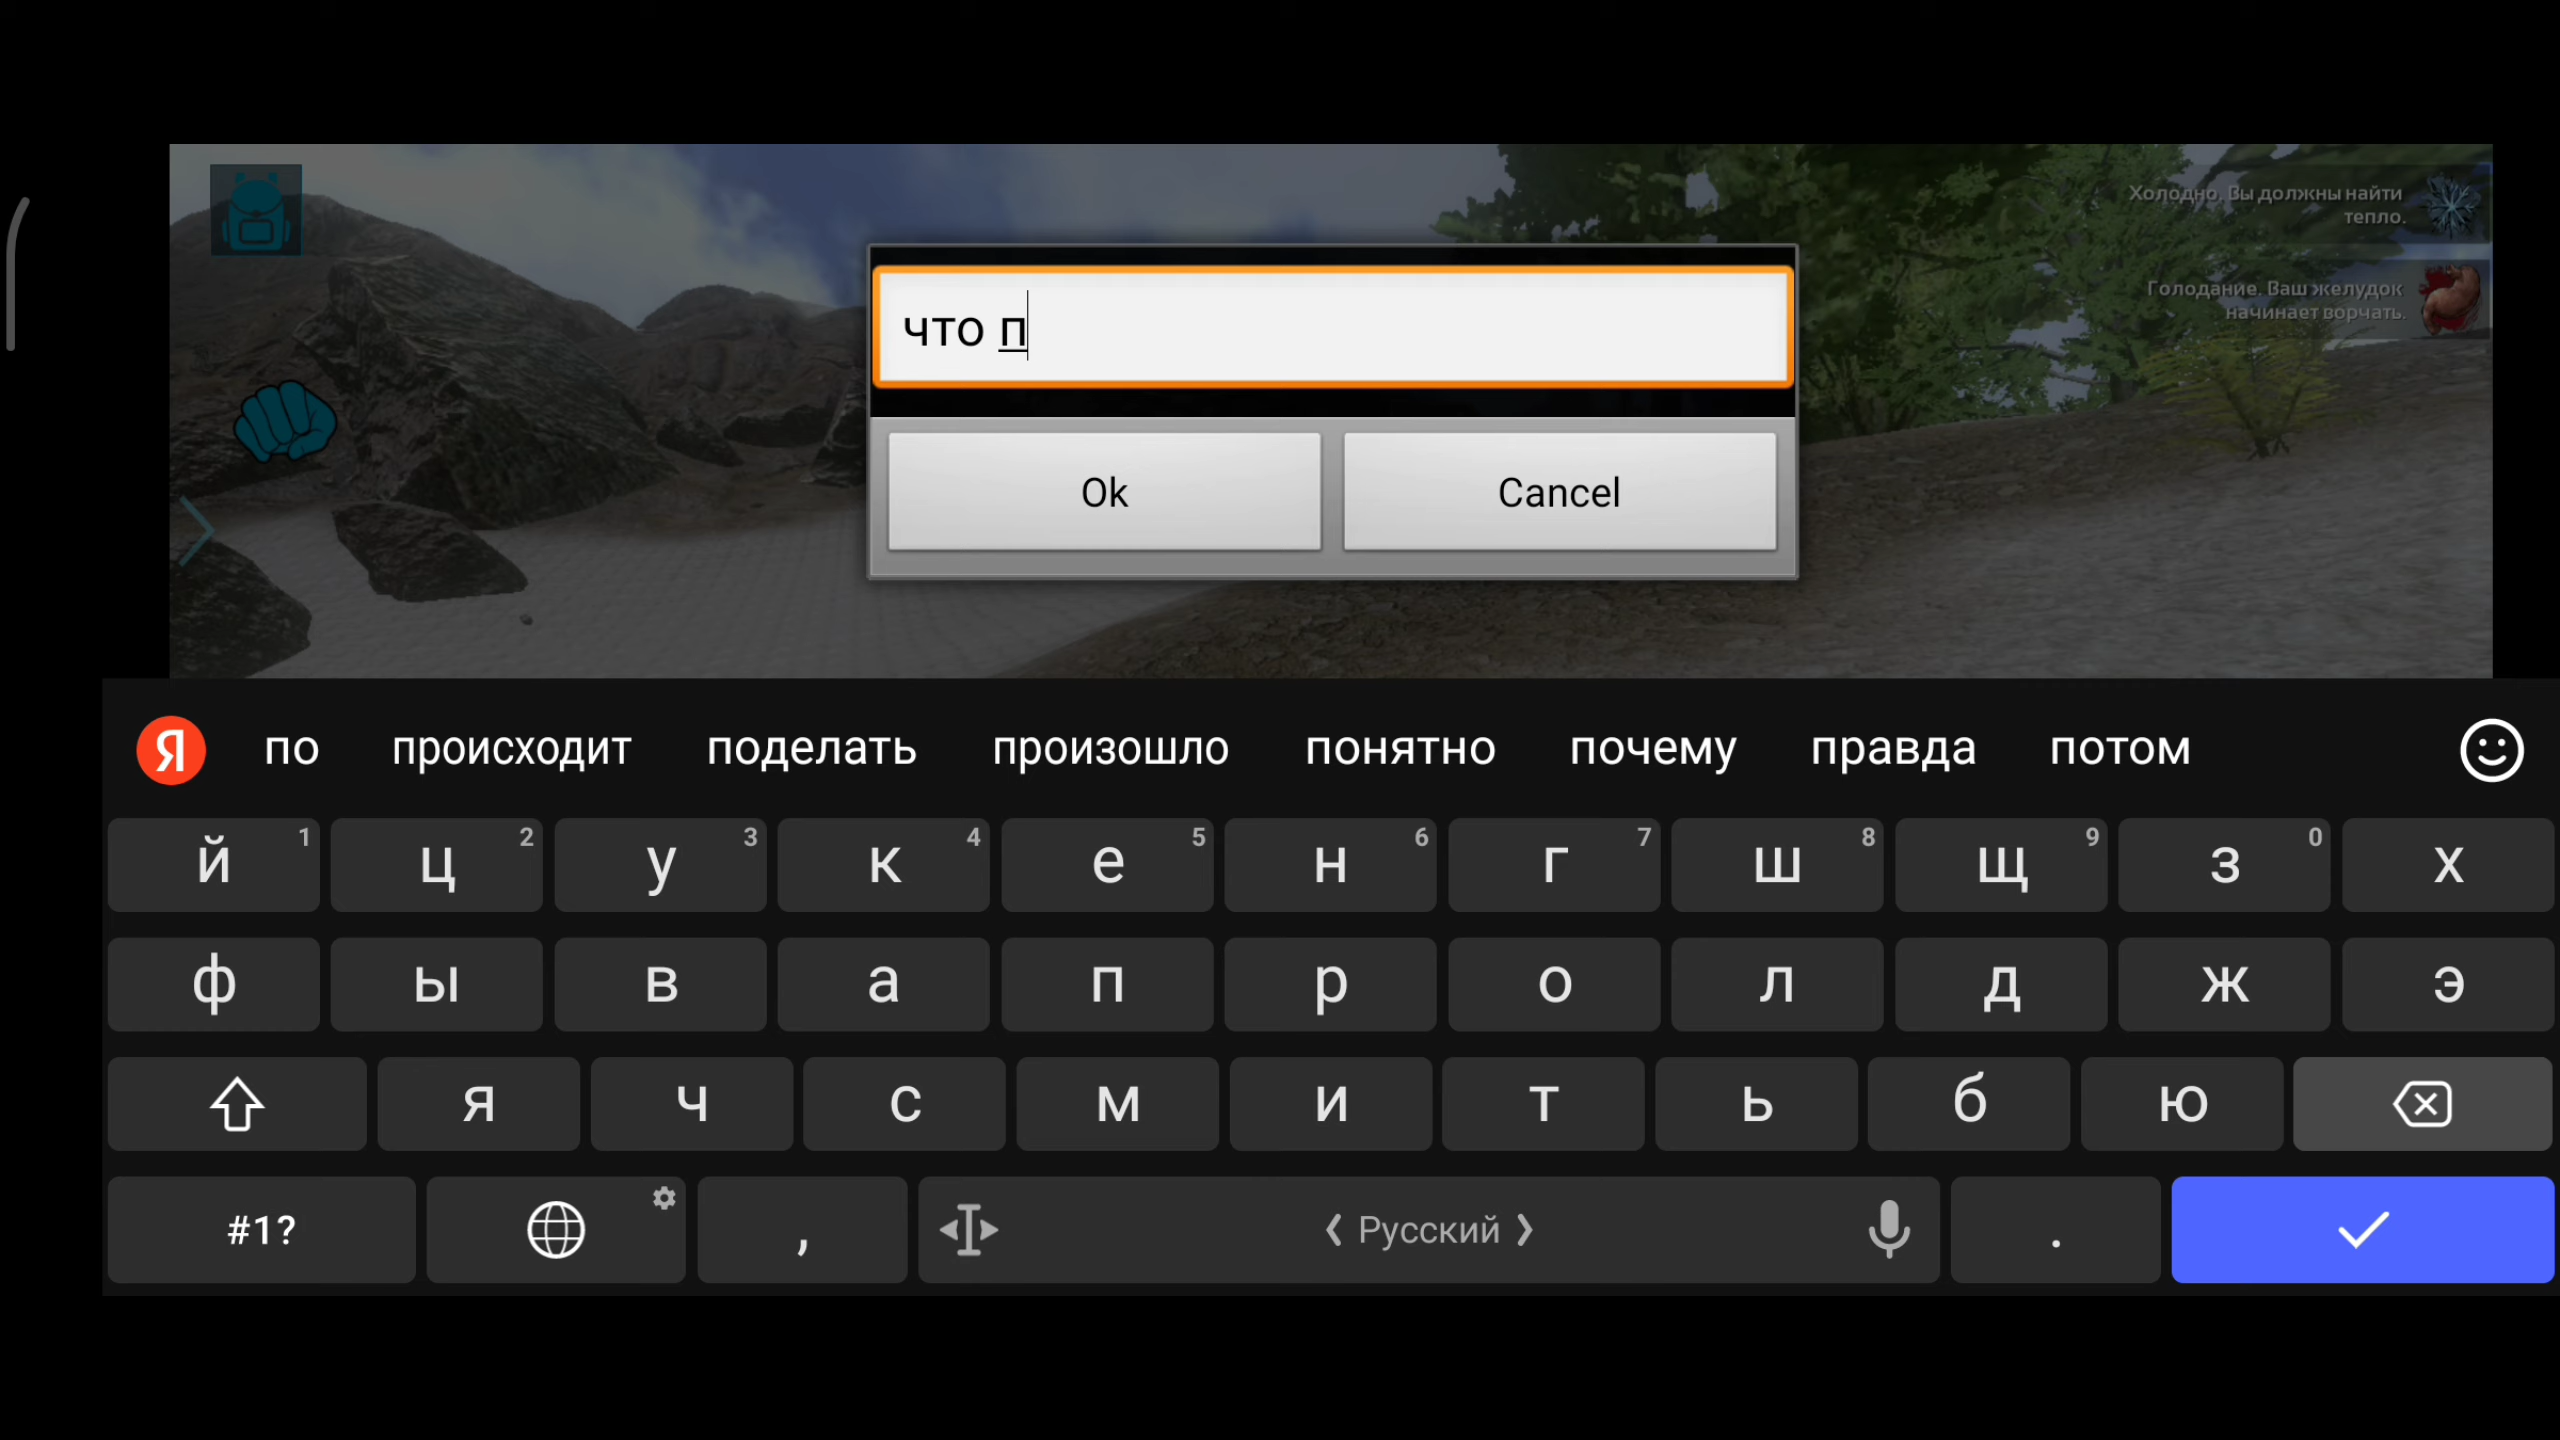 Холодно. Вы должны найти
тепло.
Голодание. Ваш желудок
начинает ворчать.
что п
Ok Cancel
Я по происходит поделать произошло понятно почему правда потом
й 1 ц 2 у 3 к 4 е 5 н 6 г 7 ш 8 щ 9 з 0 х
ф ы в а п р о л д ж э
я ч с м и т ь б ю
#1? , Русский .